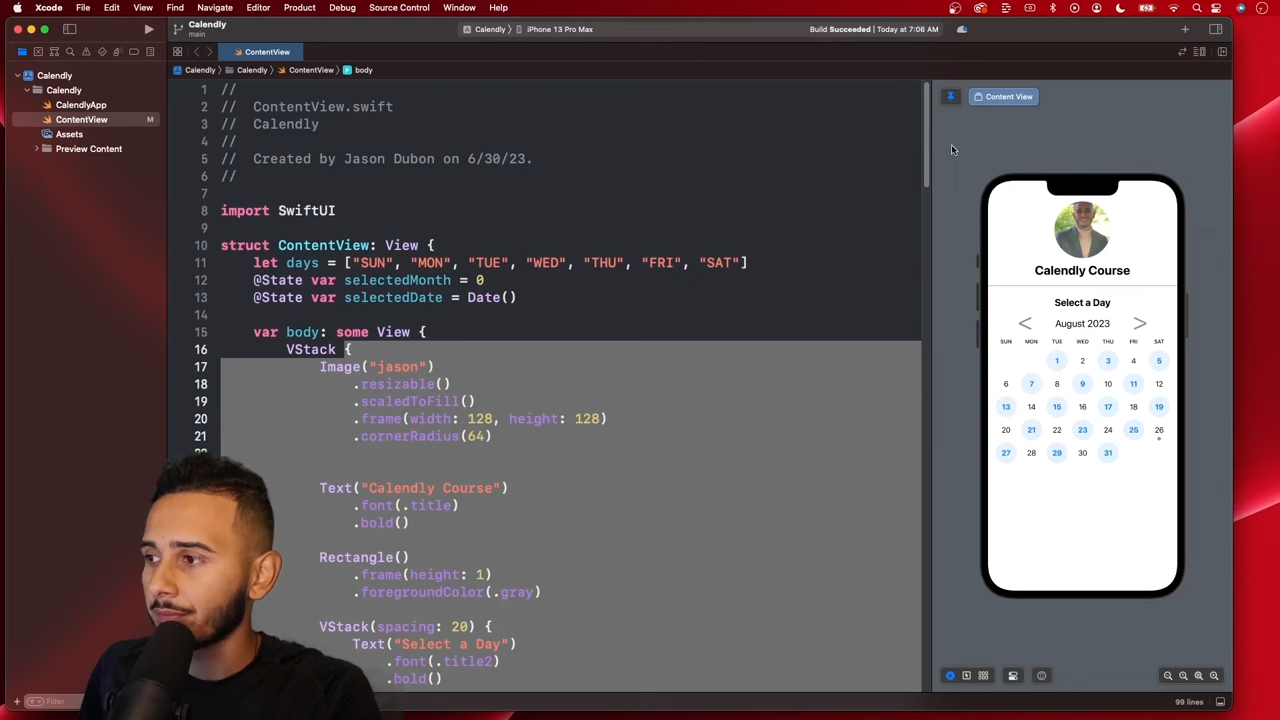 Xcode File Edit View Find Navigate Editor Product Debug Source Control Window Help
Calendly
main
Calendly iPhone 13 Pro Max
Build Succeeded | Today at 7:06 AM
ContentView
Calendly Calendly ContentView body
Calendly
Calendly
CalendlyApp
ContentView M
Assets
Preview Content
Filter
1 //
2 // ContentView.swift
3 // Calendly
4 //
5 // Created by Jason Dubon on 6/30/23.
6 //
7
8 import SwiftUI
9
10 struct ContentView: View {
11 let days = ["SUN", "MON", "TUE", "WED", "THU", "FRI", "SAT"]
12 @State var selectedMonth = 0
13 @State var selectedDate = Date()
14
15 var body: some View {
16 VStack {
17 Image("jason")
18 .resizable()
19 .scaledToFill()
20 .frame(width: 128, height: 128)
21 .cornerRadius(64)
Text("Calendly Course")
.font(.title)
.bold()
Rectangle()
.frame(height: 1)
.foregroundColor(.gray)
VStack(spacing: 20) {
Text("Select a Day")
.font(.title2)
.bold()
Content View
Calendly Course
Select a Day
< August 2023 >
SUN MON TUE WED THU FRI SAT
1 2 3 4 5
6 7 8 9 10 11 12
13 14 15 16 17 18 19
20 21 22 23 24 25 26
27 28 29 30 31
99 lines